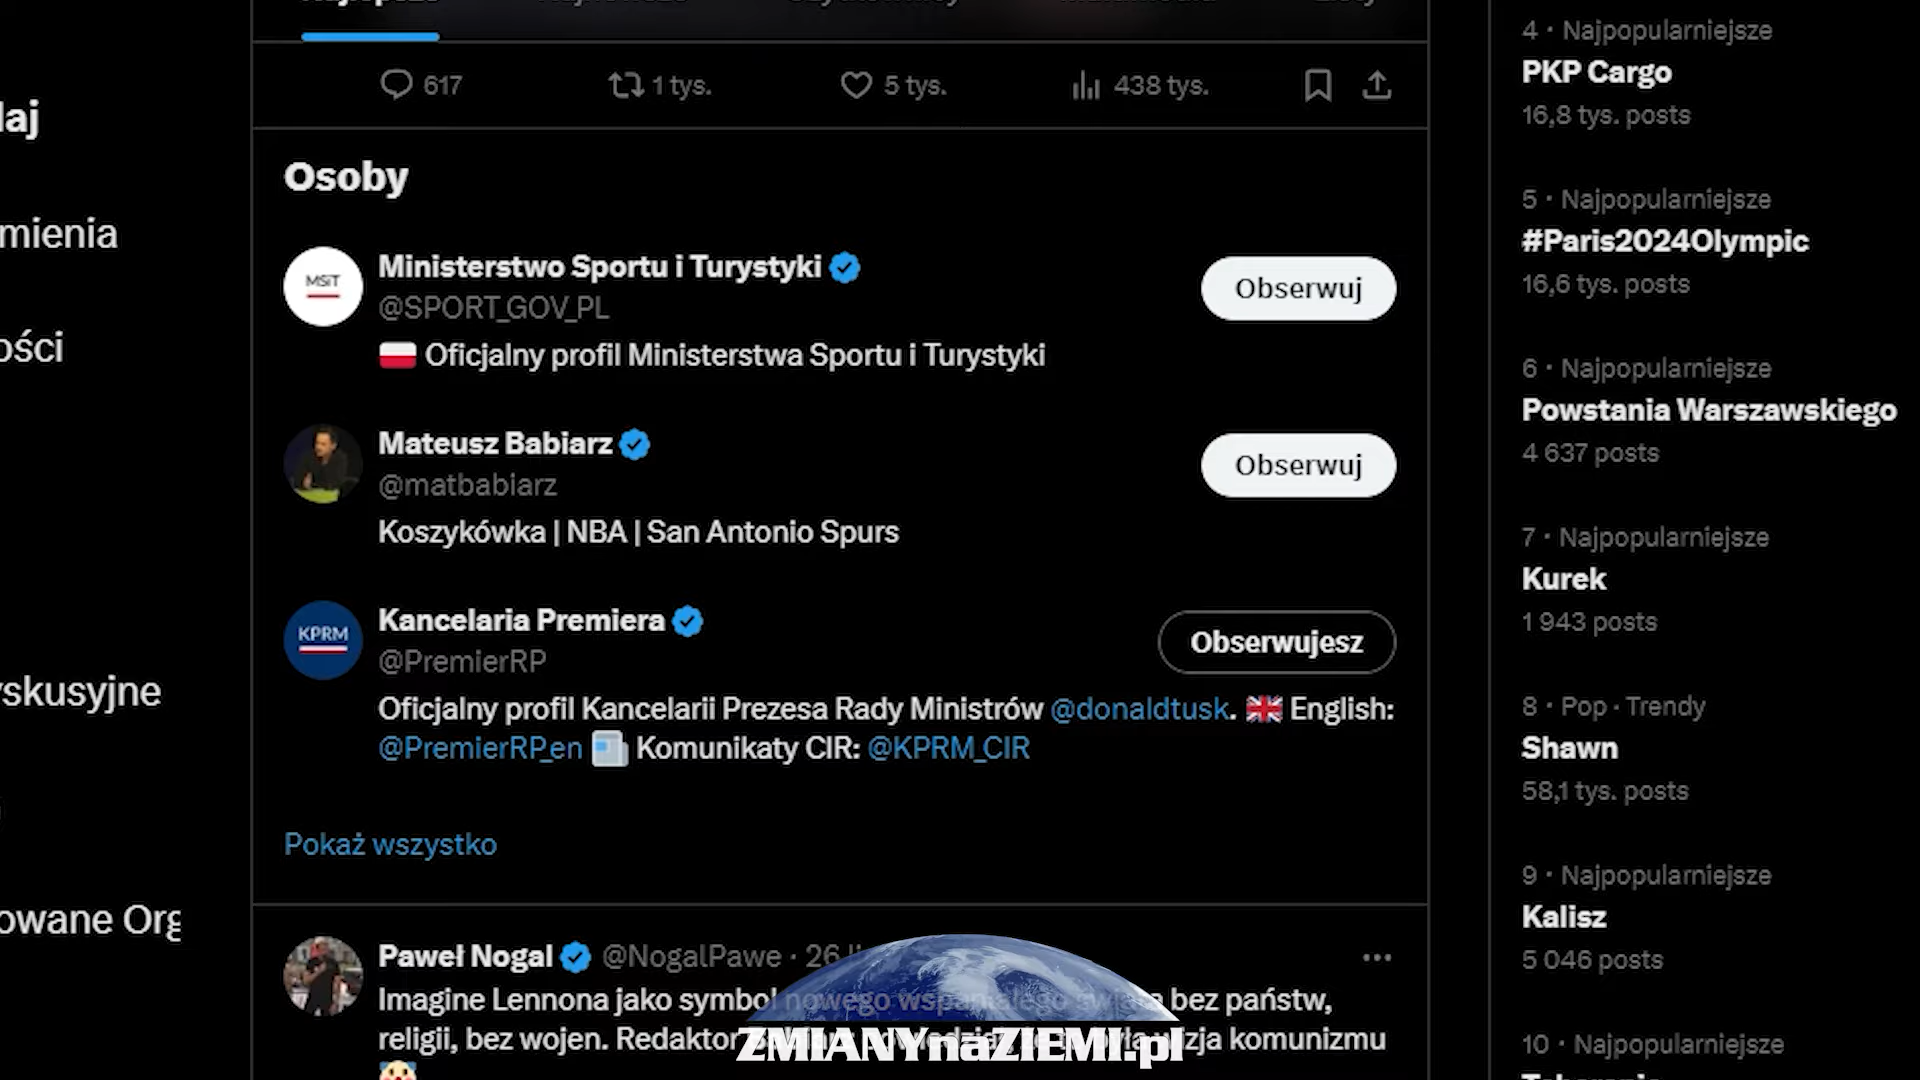 laj
mienia
ości
yskusyjne
owane Org
617
1 tys.
5 tys.
438 tys.
Osoby
MSiT
Ministerstwo Sportu i Turystyki
@SPORT_GOV_PL
Oficjalny profil Ministerstwa Sportu i Turystyki
Obserwuj
Mateusz Babiarz
@matbabiarz
Koszykówka | NBA | San Antonio Spurs
Obserwuj
KPRM
Kancelaria Premiera
@PremierRP
Oficjalny profil Kancelarii Prezesa Rady Ministrów @donaldtusk. English:
@PremierRP_en Komunikaty CIR: @KPRM_CIR
Obserwujesz
Pokaż wszystko
Paweł Nogal @NogalPawe · 26
Imagine Lennona jako symbol nowego wspaniałego świata bez państw,
religii, bez wojen. Redaktor była wizja komunizmu
ZMIANYnaZIEMI.pl
4 · Najpopularniejsze
PKP Cargo
16,8 tys. posts
5 · Najpopularniejsze
#Paris2024Olympic
16,6 tys. posts
6 · Najpopularniejsze
Powstania Warszawskiego
4 637 posts
7 · Najpopularniejsze
Kurek
1 943 posts
8 · Pop · Trendy
Shawn
58,1 tys. posts
9 · Najpopularniejsze
Kalisz
5 046 posts
10 · Najpopularniejsze